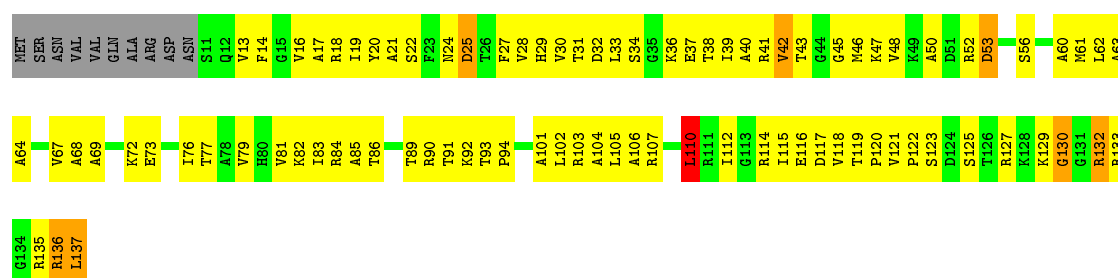 MET SER ASN VAL VAL GLN ALA ARG ASP ASN S11 Q12 V13 F14 G15 V16 A17 R18 I19 Y20 A21 S22 F23 N24 D25 T26 F27 V28 H29 V30 T31 D32 L33 S34 G35 K36 E37 T38 I39 A40 R41 V42 T43 G44 G45 M46 K47 V48 K49 A50 D51 R52 D53 S56 A60 M61 L62 A63
A64 V67 A68 A69 K72 E73 I76 T77 A78 V79 H80 V81 K82 I83 R84 A85 T86 T89 R90 T91 K92 T93 P94 A101 L102 R103 A104 L105 A106 R107 L110 R111 I112 G113 R114 I115 E116 D117 V118 T119 P120 V121 P122 S123 D124 S125 T126 R127 K128 K129 G130 G131 R132 R133
G134 R135 R136 L137